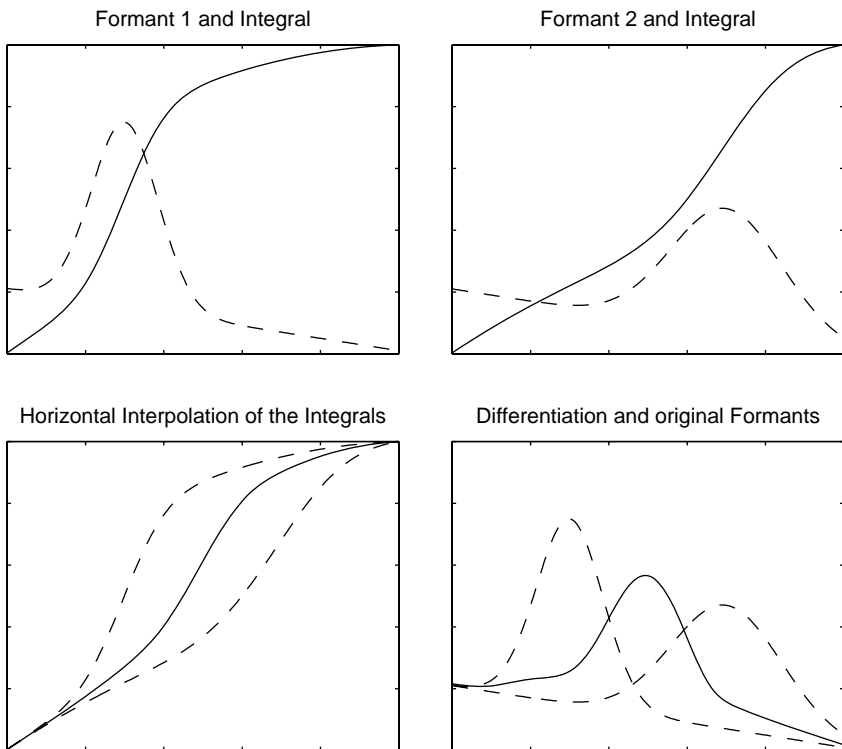 Formant 1 and Integral
Formant 2 and Integral
Horizontal Interpolation of the Integrals
Differentiation and original Formants